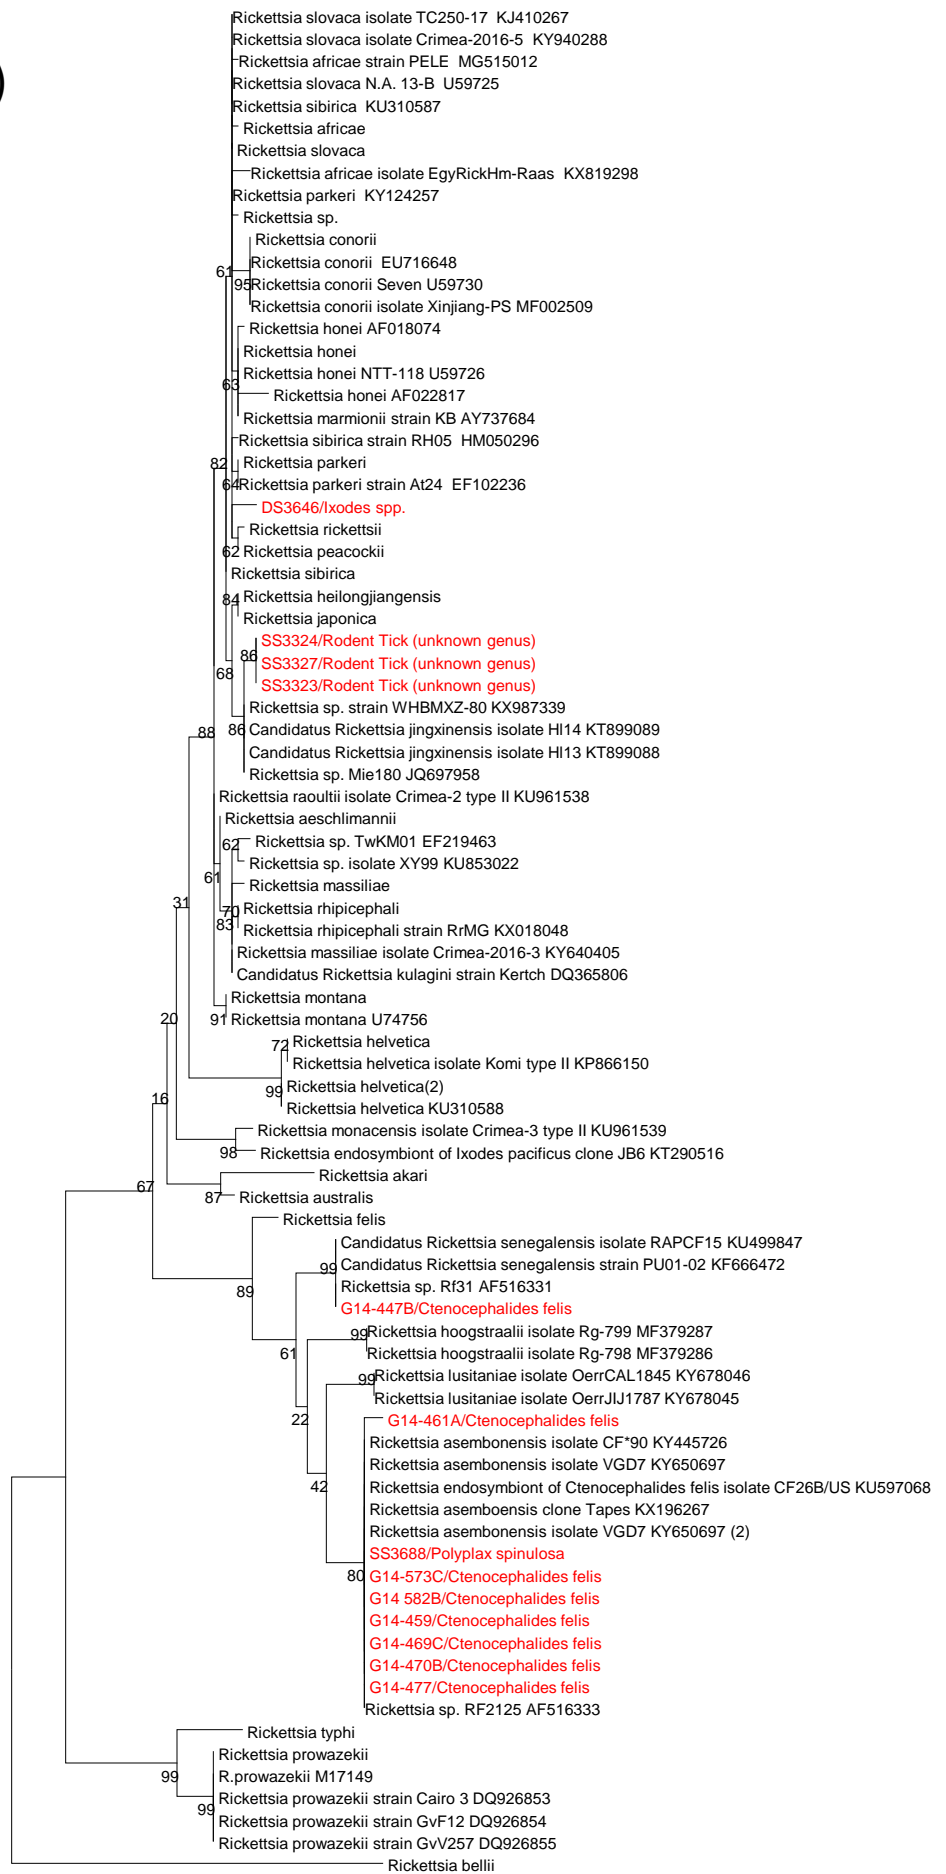 )
Rickettsia slovaca isolate TC250-17 KJ410267
Rickettsia slovaca isolate Crimea-2016-5 KY940288
Rickettsia africae strain PELE MG515012
Rickettsia slovaca N.A. 13-B U59725
Rickettsia sibirica KU310587
Rickettsia africae
Rickettsia slovaca
Rickettsia africae isolate EgyRickHm-Raas KX819298
Rickettsia parkeri KY124257
Rickettsia sp.
Rickettsia conorii
Rickettsia conorii EU716648
61
95
Rickettsia conorii Seven U59730
Rickettsia conorii isolate Xinjiang-PS MF002509
Rickettsia honei AF018074
Rickettsia honei
Rickettsia honei NTT-118 U59726
63
Rickettsia honei AF022817
Rickettsia marmionii strain KB AY737684
Rickettsia sibirica strain RH05 HM050296
82
Rickettsia parkeri
64
Rickettsia parkeri strain At24 EF102236
DS3646/Ixodes spp.
Rickettsia rickettsii
62
Rickettsia peacockii
Rickettsia sibirica
84
Rickettsia heilongjiangensis
Rickettsia japonica
SS3324/Rodent Tick (unknown genus)
86
SS3327/Rodent Tick (unknown genus)
68
SS3323/Rodent Tick (unknown genus)
Rickettsia sp. strain WHBMXZ-80 KX987339
88
86
Candidatus Rickettsia jingxinensis isolate Hl14 KT899089
Candidatus Rickettsia jingxinensis isolate Hl13 KT899088
Rickettsia sp. Mie180 JQ697958
Rickettsia raoultii isolate Crimea-2 type II KU961538
Rickettsia aeschlimannii
62
Rickettsia sp. TwKM01 EF219463
Rickettsia sp. isolate XY99 KU853022
61
Rickettsia massiliae
31
70
Rickettsia rhipicephali
83
Rickettsia rhipicephali strain RrMG KX018048
Rickettsia massiliae isolate Crimea-2016-3 KY640405
Candidatus Rickettsia kulagini strain Kertch DQ365806
Rickettsia montana
20
91
Rickettsia montana U74756
72
Rickettsia helvetica
Rickettsia helvetica isolate Komi type II KP866150
99
Rickettsia helvetica(2)
16
Rickettsia helvetica KU310588
Rickettsia monacensis isolate Crimea-3 type II KU961539
98
Rickettsia endosymbiont of Ixodes pacificus clone JB6 KT290516
Rickettsia akari
67
87
Rickettsia australis
Rickettsia felis
Candidatus Rickettsia senegalensis isolate RAPCF15 KU499847
99
Candidatus Rickettsia senegalensis strain PU01-02 KF666472
89
Rickettsia sp. Rf31 AF516331
G14-447B/Ctenocephalides felis
99
Rickettsia hoogstraalii isolate Rg-799 MF379287
61
Rickettsia hoogstraalii isolate Rg-798 MF379286
99
Rickettsia lusitaniae isolate OerrCAL1845 KY678046
Rickettsia lusitaniae isolate OerrJIJ1787 KY678045
22
G14-461A/Ctenocephalides felis
Rickettsia asembonensis isolate CF*90 KY445726
Rickettsia asembonensis isolate VGD7 KY650697
42
Rickettsia endosymbiont of Ctenocephalides felis isolate CF26B/US KU597068
Rickettsia asemboensis clone Tapes KX196267
Rickettsia asembonensis isolate VGD7 KY650697 (2)
SS3688/Polyplax spinulosa
80
G14-573C/Ctenocephalides felis
G14 582B/Ctenocephalides felis
G14-459/Ctenocephalides felis
G14-469C/Ctenocephalides felis
G14-470B/Ctenocephalides felis
G14-477/Ctenocephalides felis
Rickettsia sp. RF2125 AF516333
Rickettsia typhi
Rickettsia prowazekii
99
R.prowazekii M17149
Rickettsia prowazekii strain Cairo 3 DQ926853
99
Rickettsia prowazekii strain GvF12 DQ926854
Rickettsia prowazekii strain GvV257 DQ926855
Rickettsia bellii